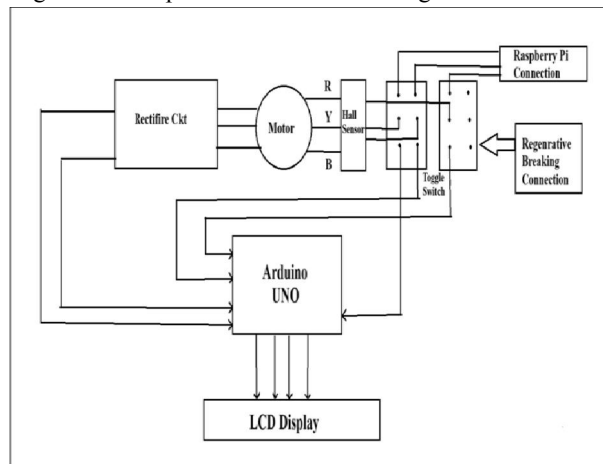 Raspberry Pi
Connection
R
Rectifire Ckt
Motor
Y
Hall
Sensor
B
Toggle
Switch
Regenrative
Breaking
Connection
Arduino
UNO
LCD Display